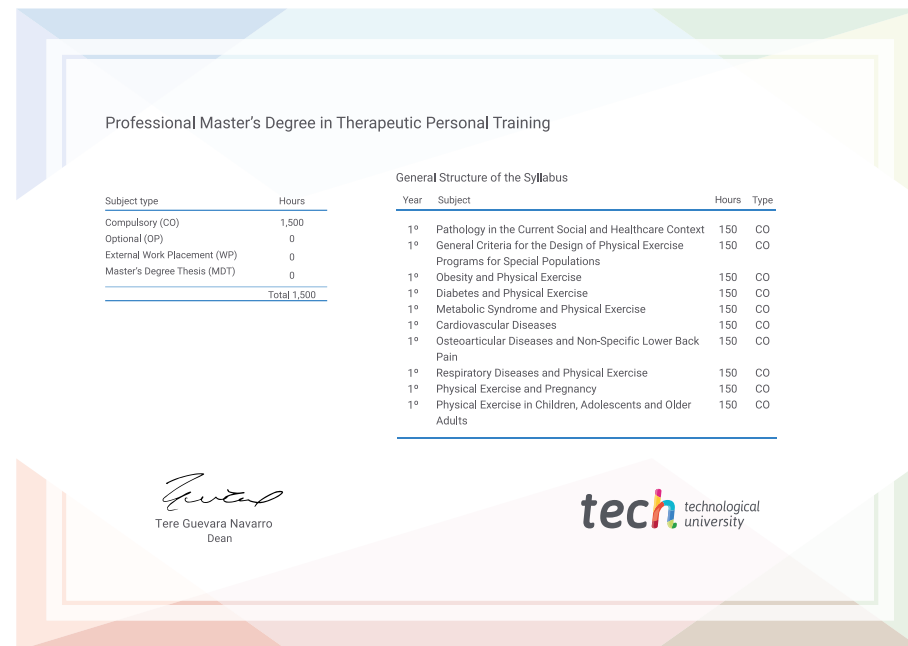 Professional Master's Degree in Therapeutic Personal Training
Subject type Hours
Compulsory (CO) 1,500
Optional (OP) 0
External Work Placement (WP) 0
Master's Degree Thesis (MDT) 0
Total 1,500
General Structure of the Syllabus
Year Subject Hours Type
1º Pathology in the Current Social and Healthcare Context 150 CO
1º General Criteria for the Design of Physical Exercise 150 CO
Programs for Special Populations
1º Obesity and Physical Exercise 150 CO
1º Diabetes and Physical Exercise 150 CO
1º Metabolic Syndrome and Physical Exercise 150 CO
1º Cardiovascular Diseases 150 CO
1º Osteoarticular Diseases and Non-Specific Lower Back 150 CO
Pain
1º Respiratory Diseases and Physical Exercise 150 CO
1º Physical Exercise and Pregnancy 150 CO
1º Physical Exercise in Children, Adolescents and Older 150 CO
Adults
Tere Guevara Navarro
Dean
tech technological
university